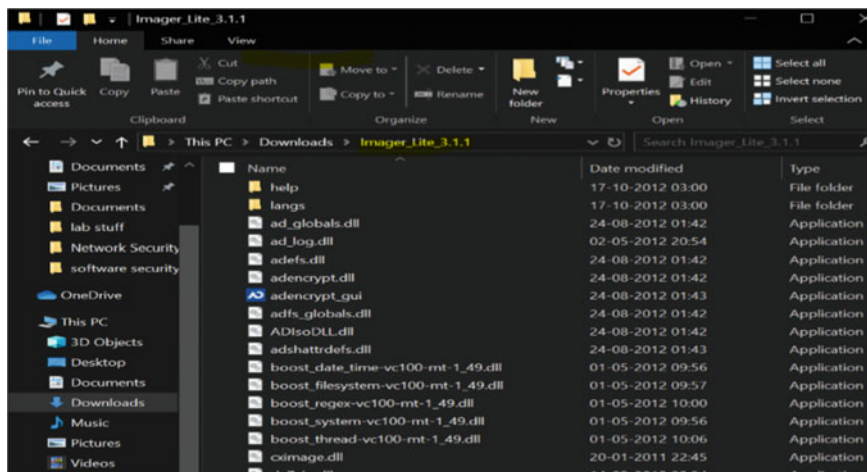 Imager_Lite_3.1.1
File Home Share View
Pin to Quick access
Copy
Paste
Cut
Copy path
Paste shortcut
Clipboard
Move to
Copy to
Delete
Rename
Organize
New folder
New
Properties
Open
Edit
History
Open
Select all
Select none
Invert selection
Select
This PC > Downloads > Imager_Lite_3.1.1
Search Imager_Lite_3.1.1
Documents
Pictures
Documents
lab stuff
Network Security
software security
OneDrive
This PC
3D Objects
Desktop
Documents
Downloads
Music
Pictures
Videos
Name Date modified Type
help 17-10-2012 03:00 File folder
langs 17-10-2012 03:00 File folder
ad_globals.dll 24-08-2012 01:42 Application
ad_log.dll 02-05-2012 20:54 Application
adefs.dll 24-08-2012 01:42 Application
adencrypt.dll 24-08-2012 01:42 Application
adencrypt_gui 24-08-2012 01:43 Application
adfs_globals.dll 24-08-2012 01:42 Application
ADIsoDLL.dll 24-08-2012 01:42 Application
adshattrdefs.dll 24-08-2012 01:43 Application
boost_date_time-vc100-mt-1_49.dll 01-05-2012 09:56 Application
boost_filesystem-vc100-mt-1_49.dll 01-05-2012 09:57 Application
boost_regex-vc100-mt-1_49.dll 01-05-2012 10:00 Application
boost_system-vc100-mt-1_49.dll 01-05-2012 09:56 Application
boost_thread-vc100-mt-1_49.dll 01-05-2012 10:06 Application
cximage.dll 20-01-2011 22:45 Application